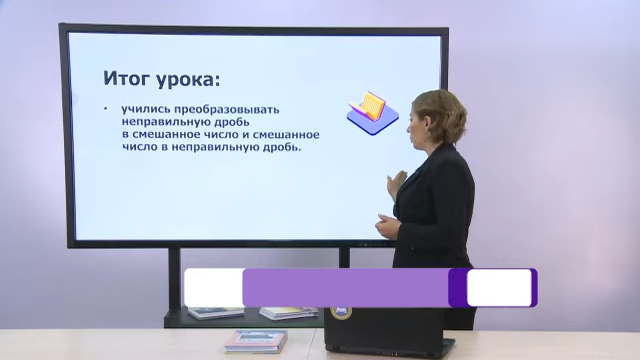 Итог урока:
• учились преобразовывать
неправильную дробь
в смешанное число и смешанное
число в неправильную дробь.